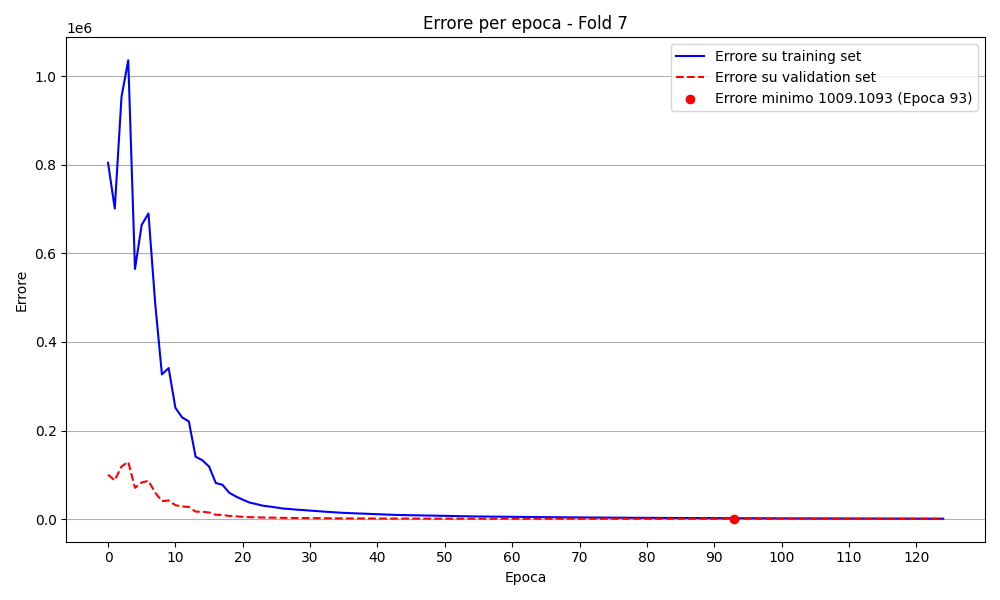 Errore per epoca - Fold 7
1e6
1.0
0.8
0.6
0.4
0.2
0.0
Errore
Errore su training set
Errore su validation set
Errore minimo 1009.1093 (Epoca 93)
0 10 20 30 40 50 60 70 80 90 100 110 120
Epoca